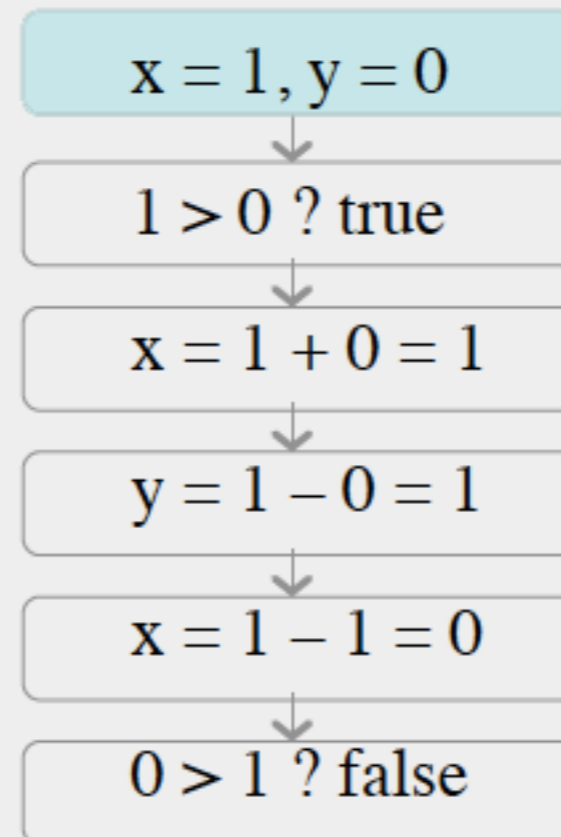 x = 1, y = 0
1 > 0 ? true
x = 1 + 0 = 1
y = 1 – 0 = 1
x = 1 – 1 = 0
0 > 1 ? false